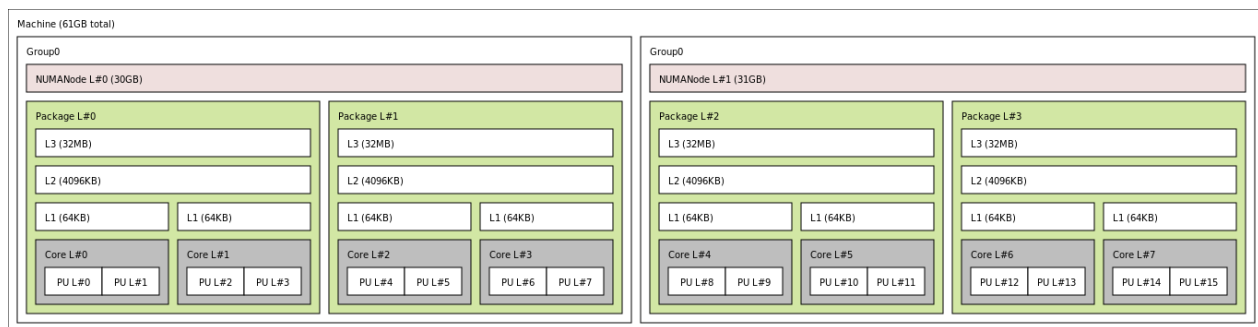 Machine (61GB total)
Group0
NUMANode L#0 (30GB)
Package L#0
L3 (32MB)
L2 (4096KB)
L1 (64KB)
L1 (64KB)
Core L#0
PU L#0
PU L#1
Core L#1
PU L#2
PU L#3
Package L#1
L3 (32MB)
L2 (4096KB)
L1 (64KB)
L1 (64KB)
Core L#2
PU L#4
PU L#5
Core L#3
PU L#6
PU L#7
Group0
NUMANode L#1 (31GB)
Package L#2
L3 (32MB)
L2 (4096KB)
L1 (64KB)
L1 (64KB)
Core L#4
PU L#8
PU L#9
Core L#5
PU L#10
PU L#11
Package L#3
L3 (32MB)
L2 (4096KB)
L1 (64KB)
L1 (64KB)
Core L#6
PU L#12
PU L#13
Core L#7
PU L#14
PU L#15